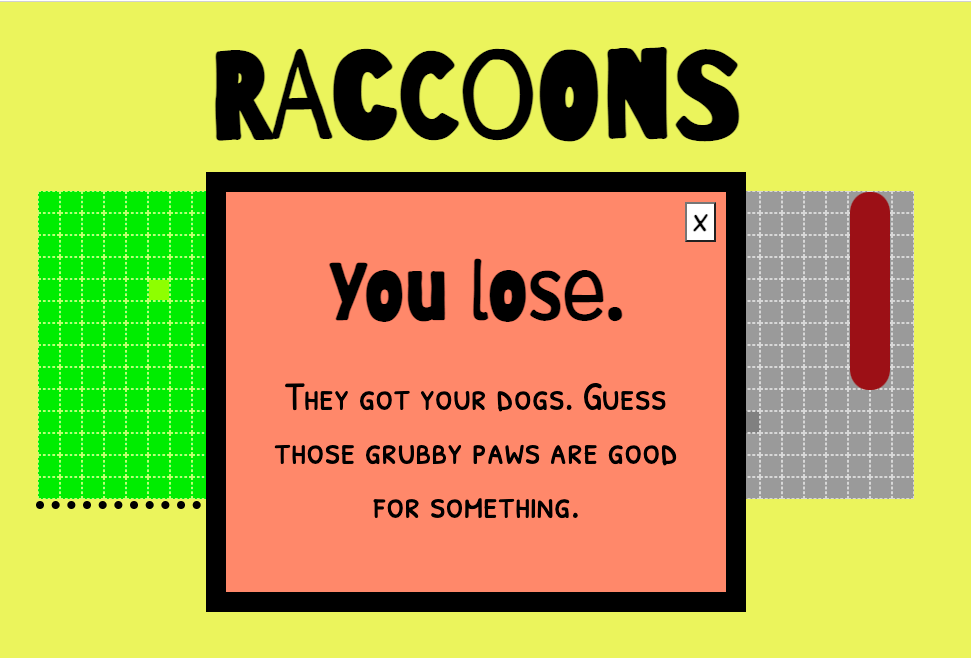 RACCOONS
X
You lose.
They got your dogs. Guess
those grubby paws are good
for something.